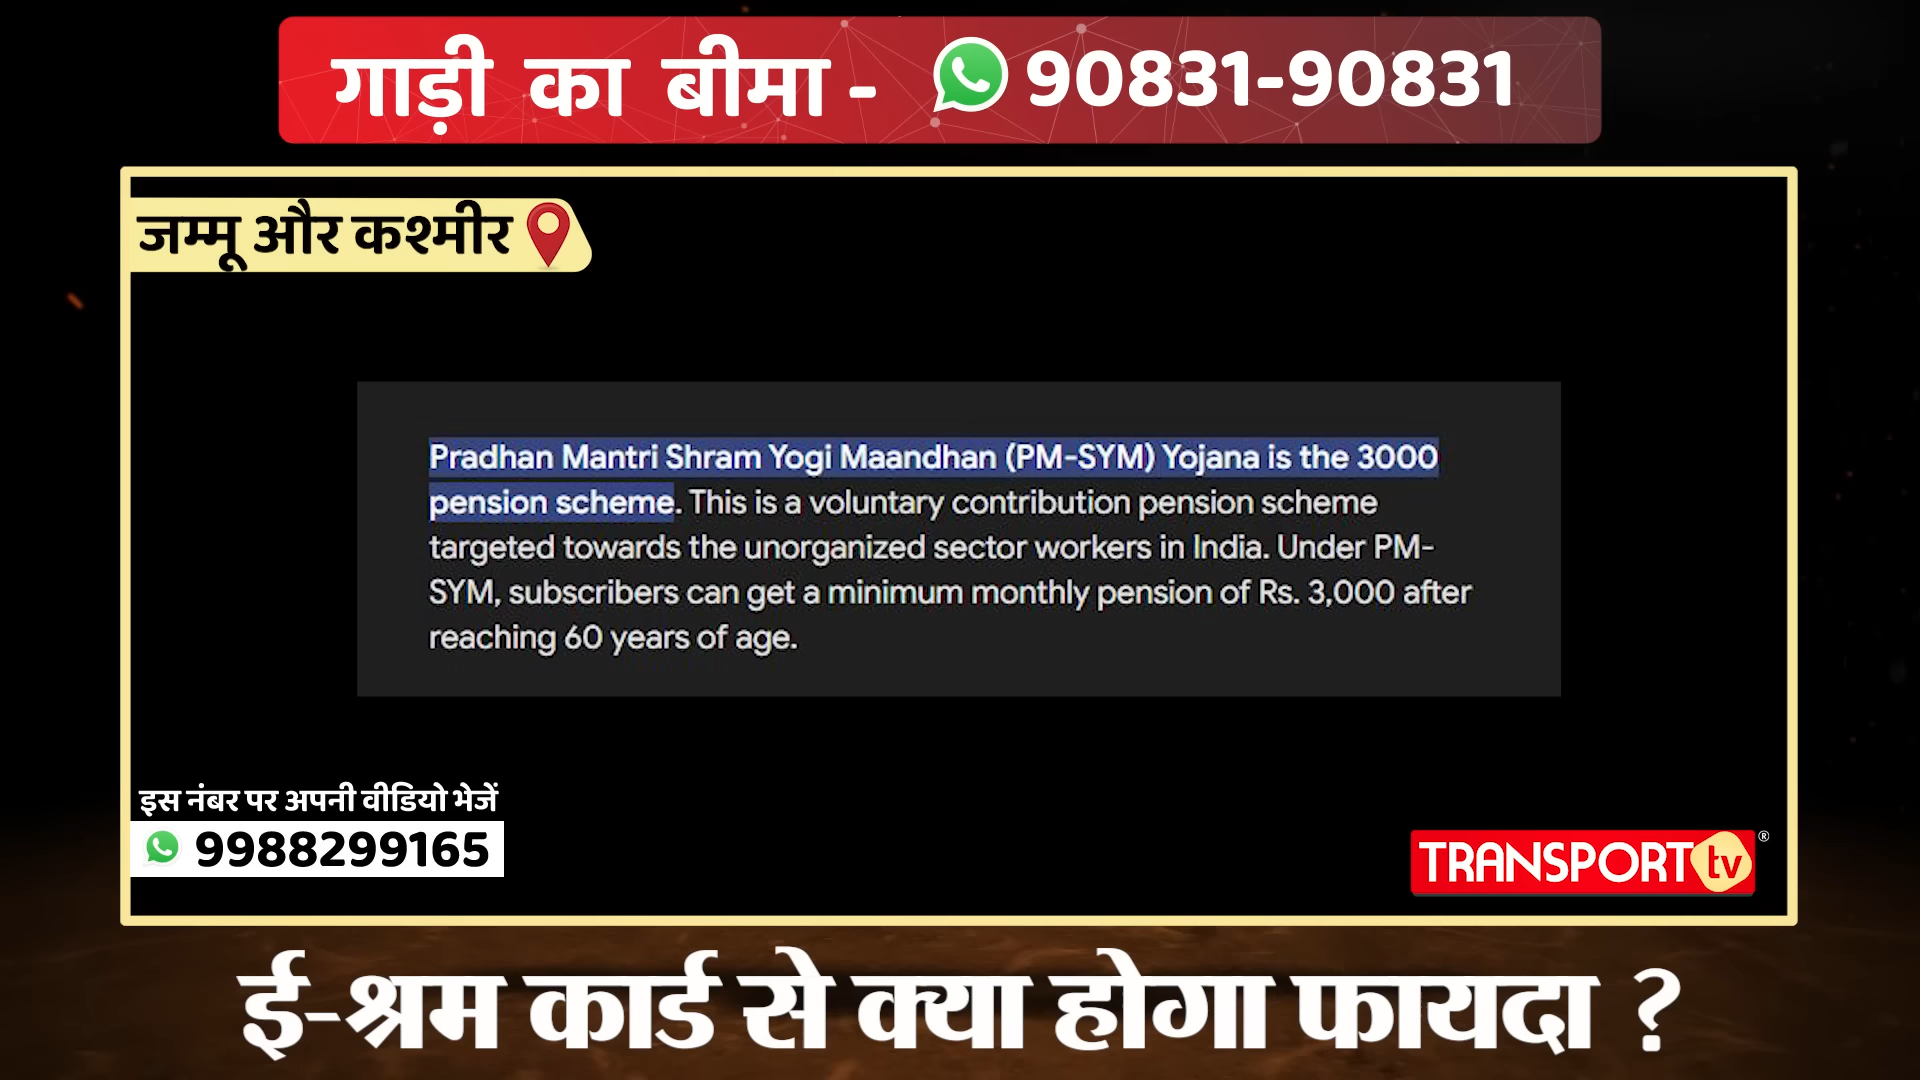 गाड़ी का बीमा - 90831-90831
जम्मू और कश्मीर
Pradhan Mantri Shram Yogi Maandhan (PM-SYM) Yojana is the 3000
pension scheme. This is a voluntary contribution pension scheme
targeted towards the unorganized sector workers in India. Under PM-
SYM, subscribers can get a minimum monthly pension of Rs. 3,000 after
reaching 60 years of age.
इस नंबर पर अपनी वीडियो भेजें
9988299165
TRANSPORT tv ®
ई-श्रम कार्ड से क्या होगा फायदा ?